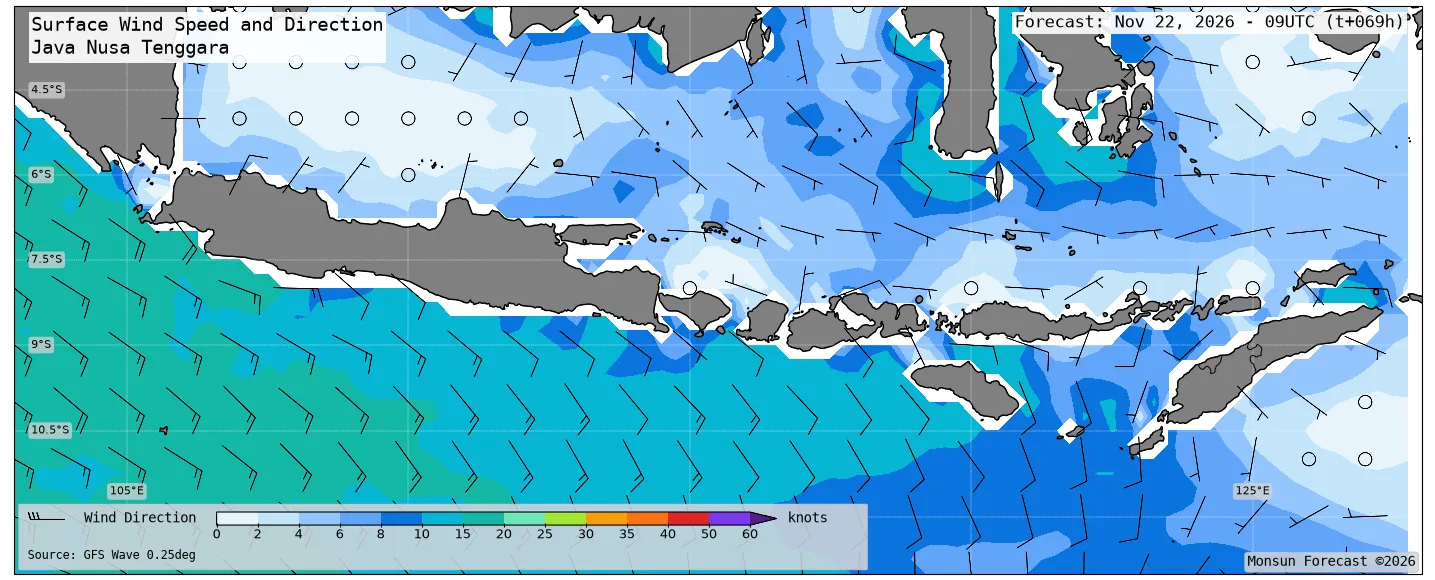 Surface Wind Speed and Direction
Java Nusa Tenggara
Forecast: Nov 22, 2026 - 09UTC (t+069h)
4.5°S
6°S
7.5°S
9°S
10.5°S
105°E
125°E
Wind Direction
0 2 4 6 8 10 15 20 25 30 35 40 50 60
knots
Source: GFS Wave 0.25deg
Monsun Forecast ©2026